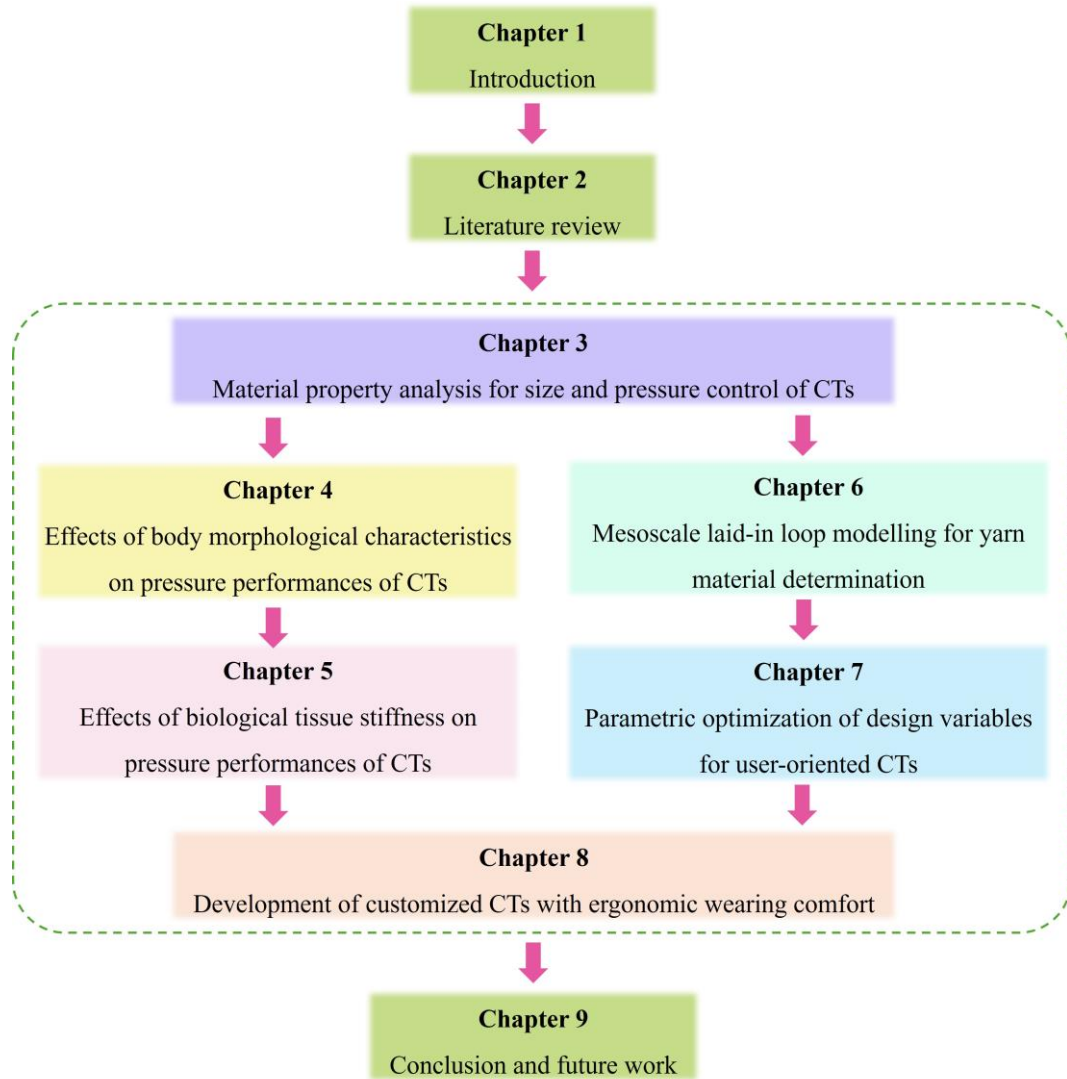 Chapter 1
Introduction
Chapter 2
Literature review
Chapter 3
Material property analysis for size and pressure control of CTs
Chapter 4
Effects of body morphological characteristics
on pressure performances of CTs
Chapter 5
Effects of biological tissue stiffness on
pressure performances of CTs
Chapter 6
Mesoscale laid-in loop modelling for yarn
material determination
Chapter 7
Parametric optimization of design variables
for user-oriented CTs
Chapter 8
Development of customized CTs with ergonomic wearing comfort
Chapter 9
Conclusion and future work